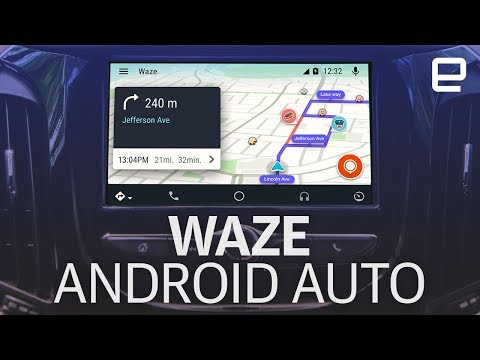 Waze
12:32
240 m
Jefferson Ave
13:04PM 21mi. 32min.
Lake way
Jefferson Ave
Lincoln Ave
WAZE
ANDROID AUTO